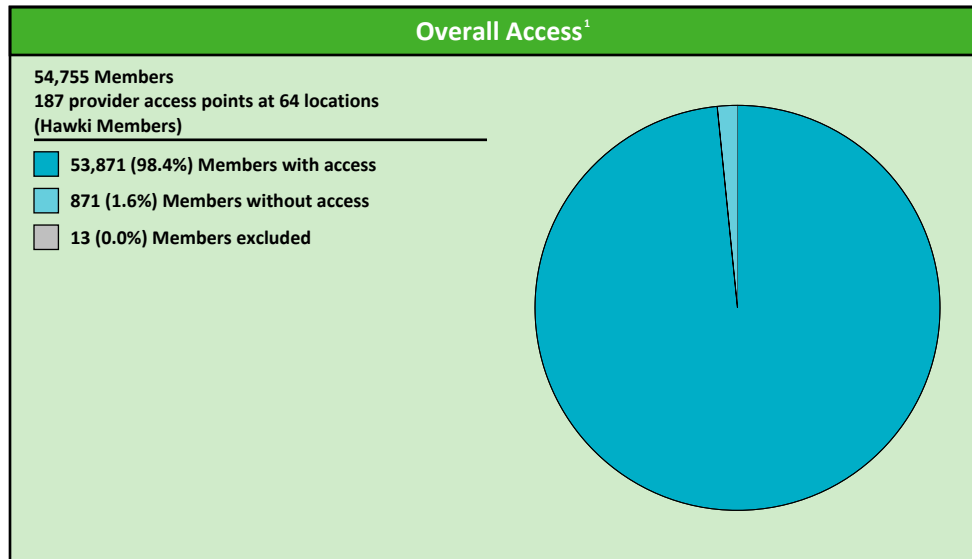 Overall Access¹
54,755 Members
187 provider access points at 64 locations
(Hawki Members)
53,871 (98.4%) Members with access
871 (1.6%) Members without access
13 (0.0%) Members excluded